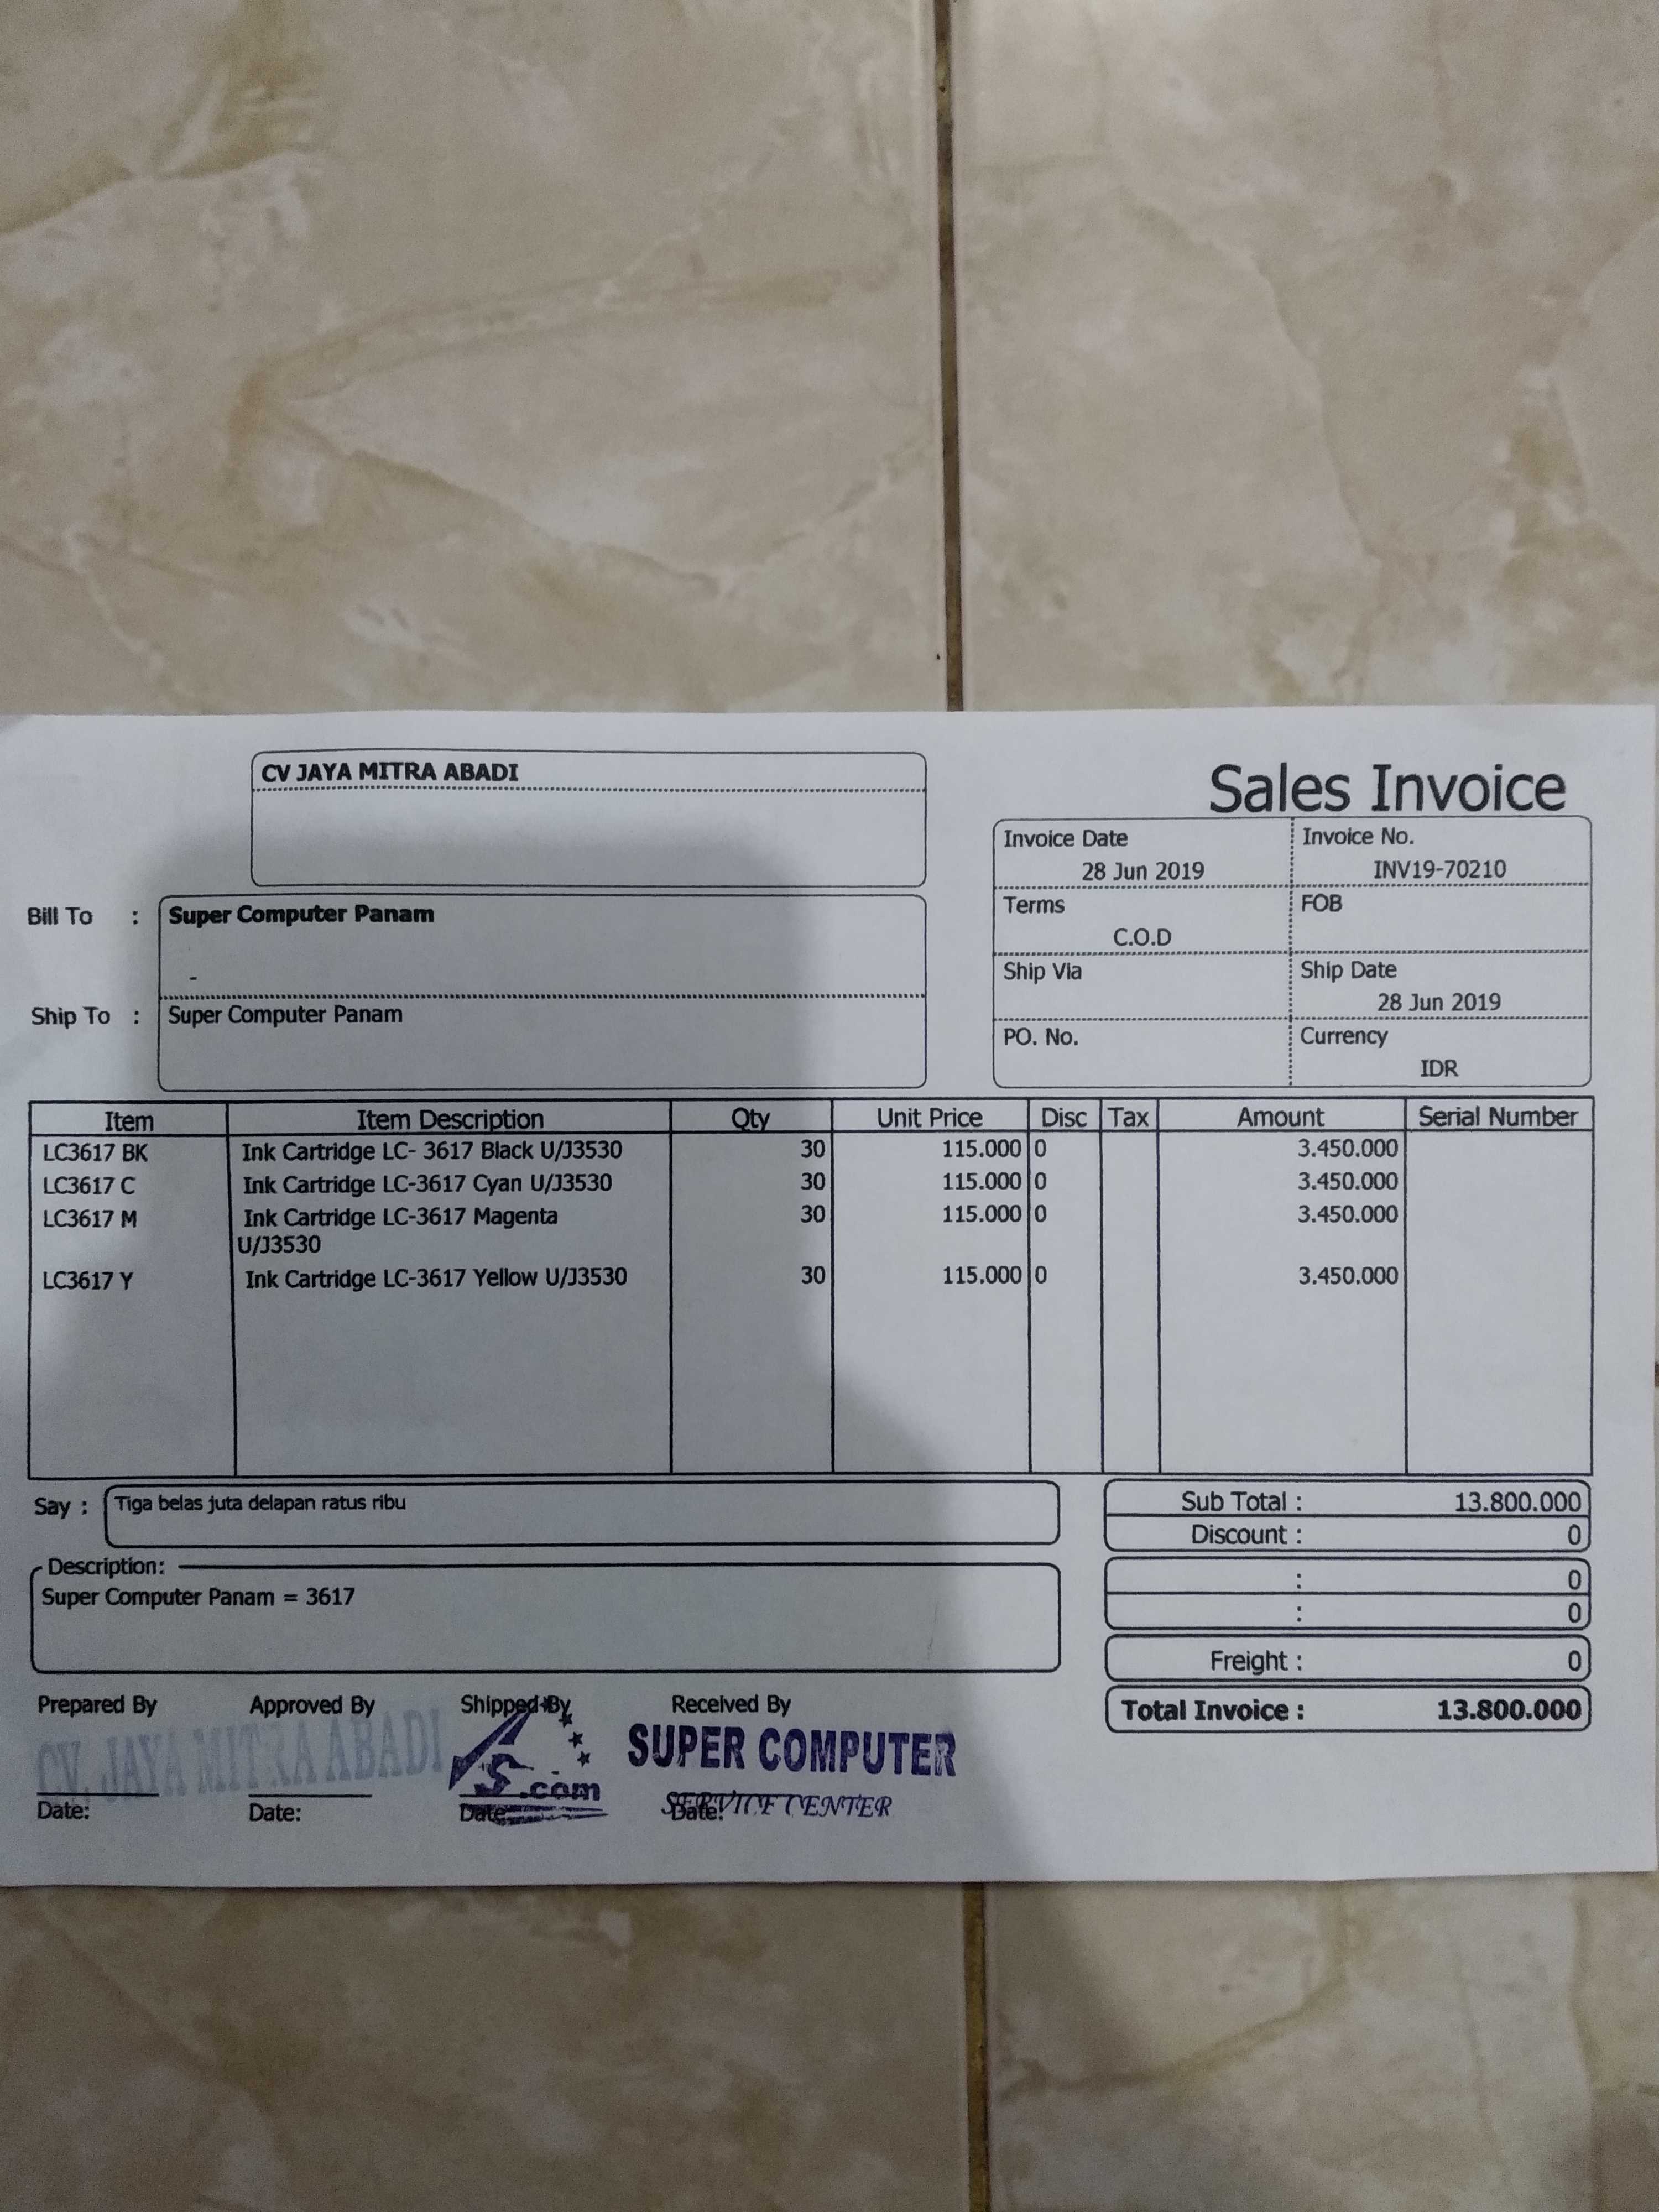 CV JAYA MITRA ABADI
Sales Invoice
Invoice Date
28 Jun 2019
Invoice No.
INV19-70210
Terms
C.O.D
FOB
Ship Via
Ship Date
28 Jun 2019
PO. No.
Currency
IDR
Bill To : Super Computer Panam
-
Ship To : Super Computer Panam
Item Item Description Qty Unit Price Disc Tax Amount Serial Number
LC3617 BK Ink Cartridge LC- 3617 Black U/J3530 30 115.000 0 3.450.000
LC3617 C Ink Cartridge LC-3617 Cyan U/J3530 30 115.000 0 3.450.000
LC3617 M Ink Cartridge LC-3617 Magenta 30 115.000 0 3.450.000
U/J3530
LC3617 Y Ink Cartridge LC-3617 Yellow U/J3530 30 115.000 0 3.450.000
Say : Tiga belas juta delapan ratus ribu
Description:
Super Computer Panam = 3617
Sub Total : 13.800.000
Discount : 0
: 0
: 0
Freight : 0
Total Invoice : 13.800.000
Prepared By Approved By Shipped By Received By
CV. JAYA MITRA ABADI
S.com
SUPER COMPUTER
SERVICE CENTER
Date: Date: Date: Date: